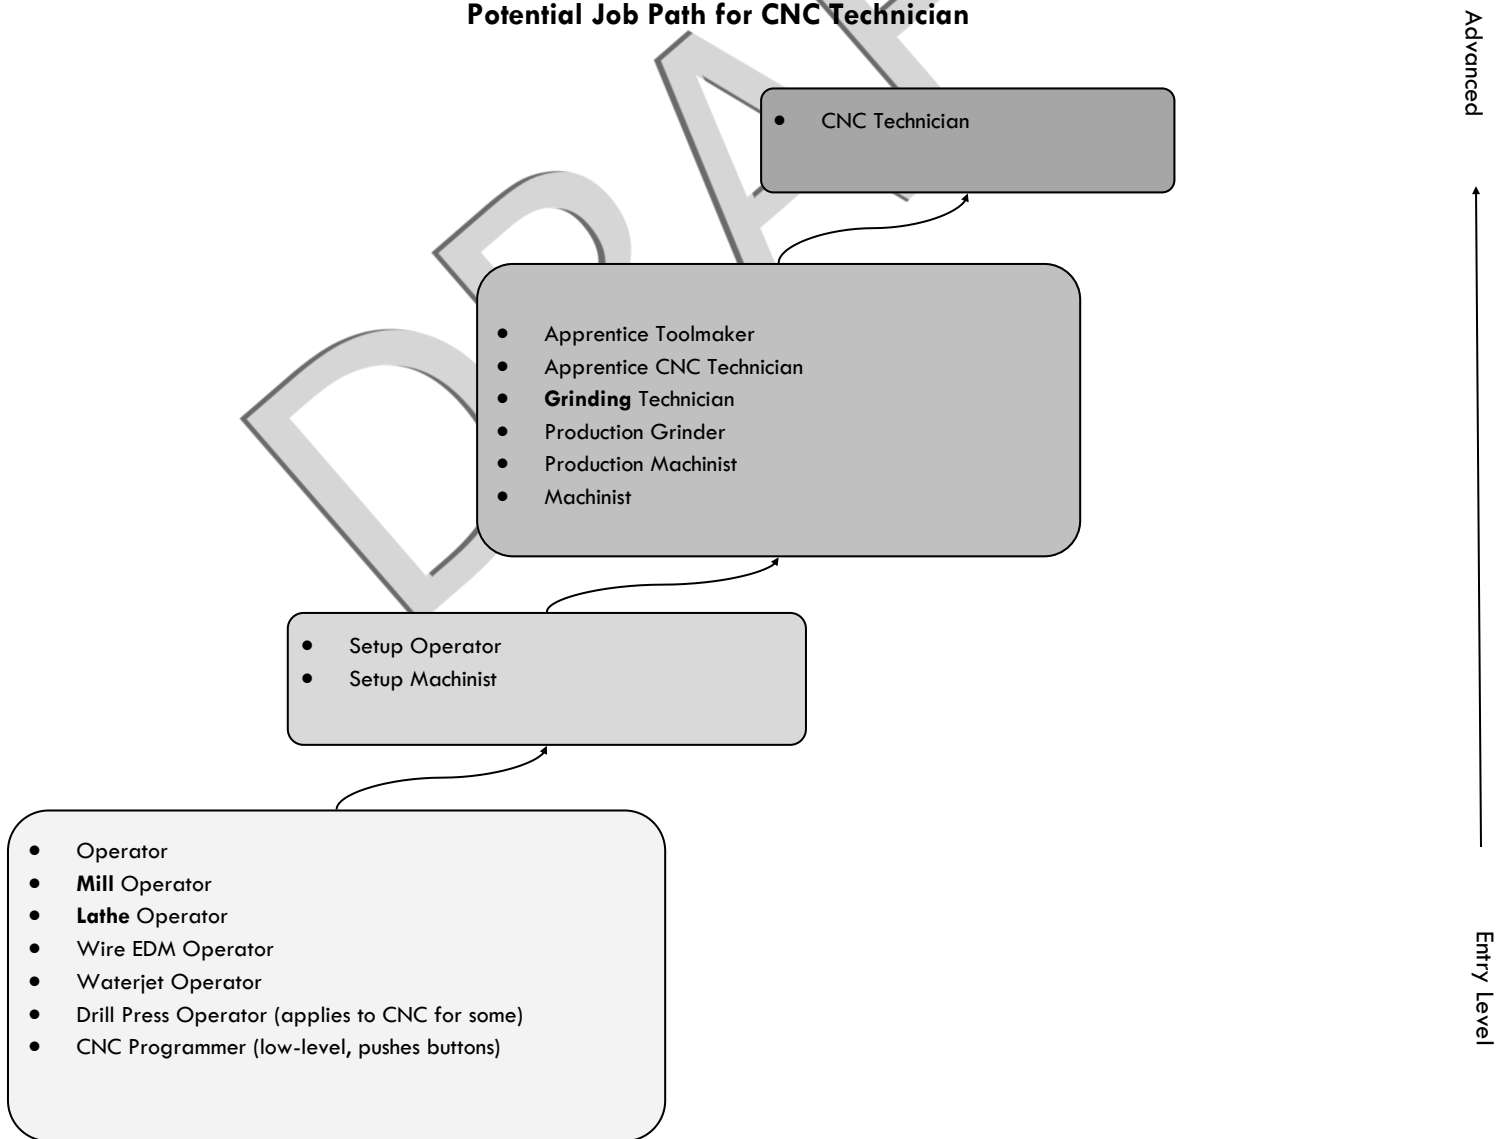 Potential Job Path for CNC Technician
Advanced
• CNC Technician
• Apprentice Toolmaker
• Apprentice CNC Technician
• Grinding Technician
• Production Grinder
• Production Machinist
• Machinist
• Setup Operator
• Setup Machinist
• Operator
• Mill Operator
• Lathe Operator
• Wire EDM Operator
• Waterjet Operator
• Drill Press Operator (applies to CNC for some)
• CNC Programmer (low-level, pushes buttons)
Entry Level